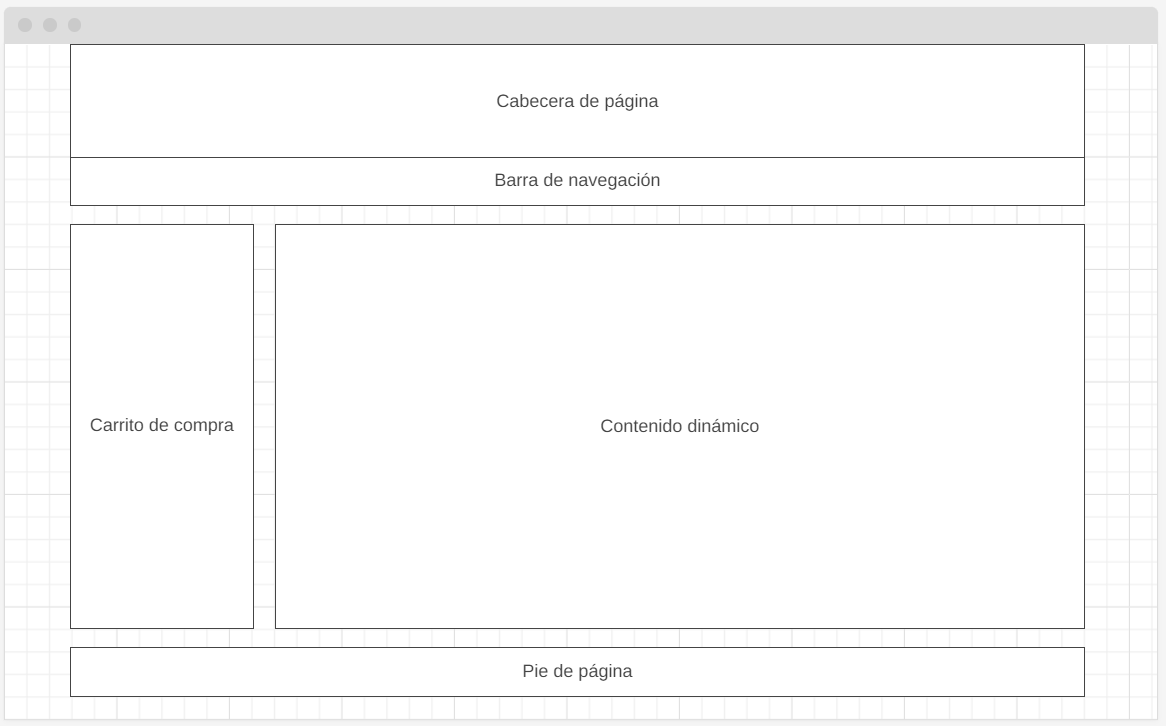 Cabecera de página
Barra de navegación
Carrito de compra
Contenido dinámico
Pie de página